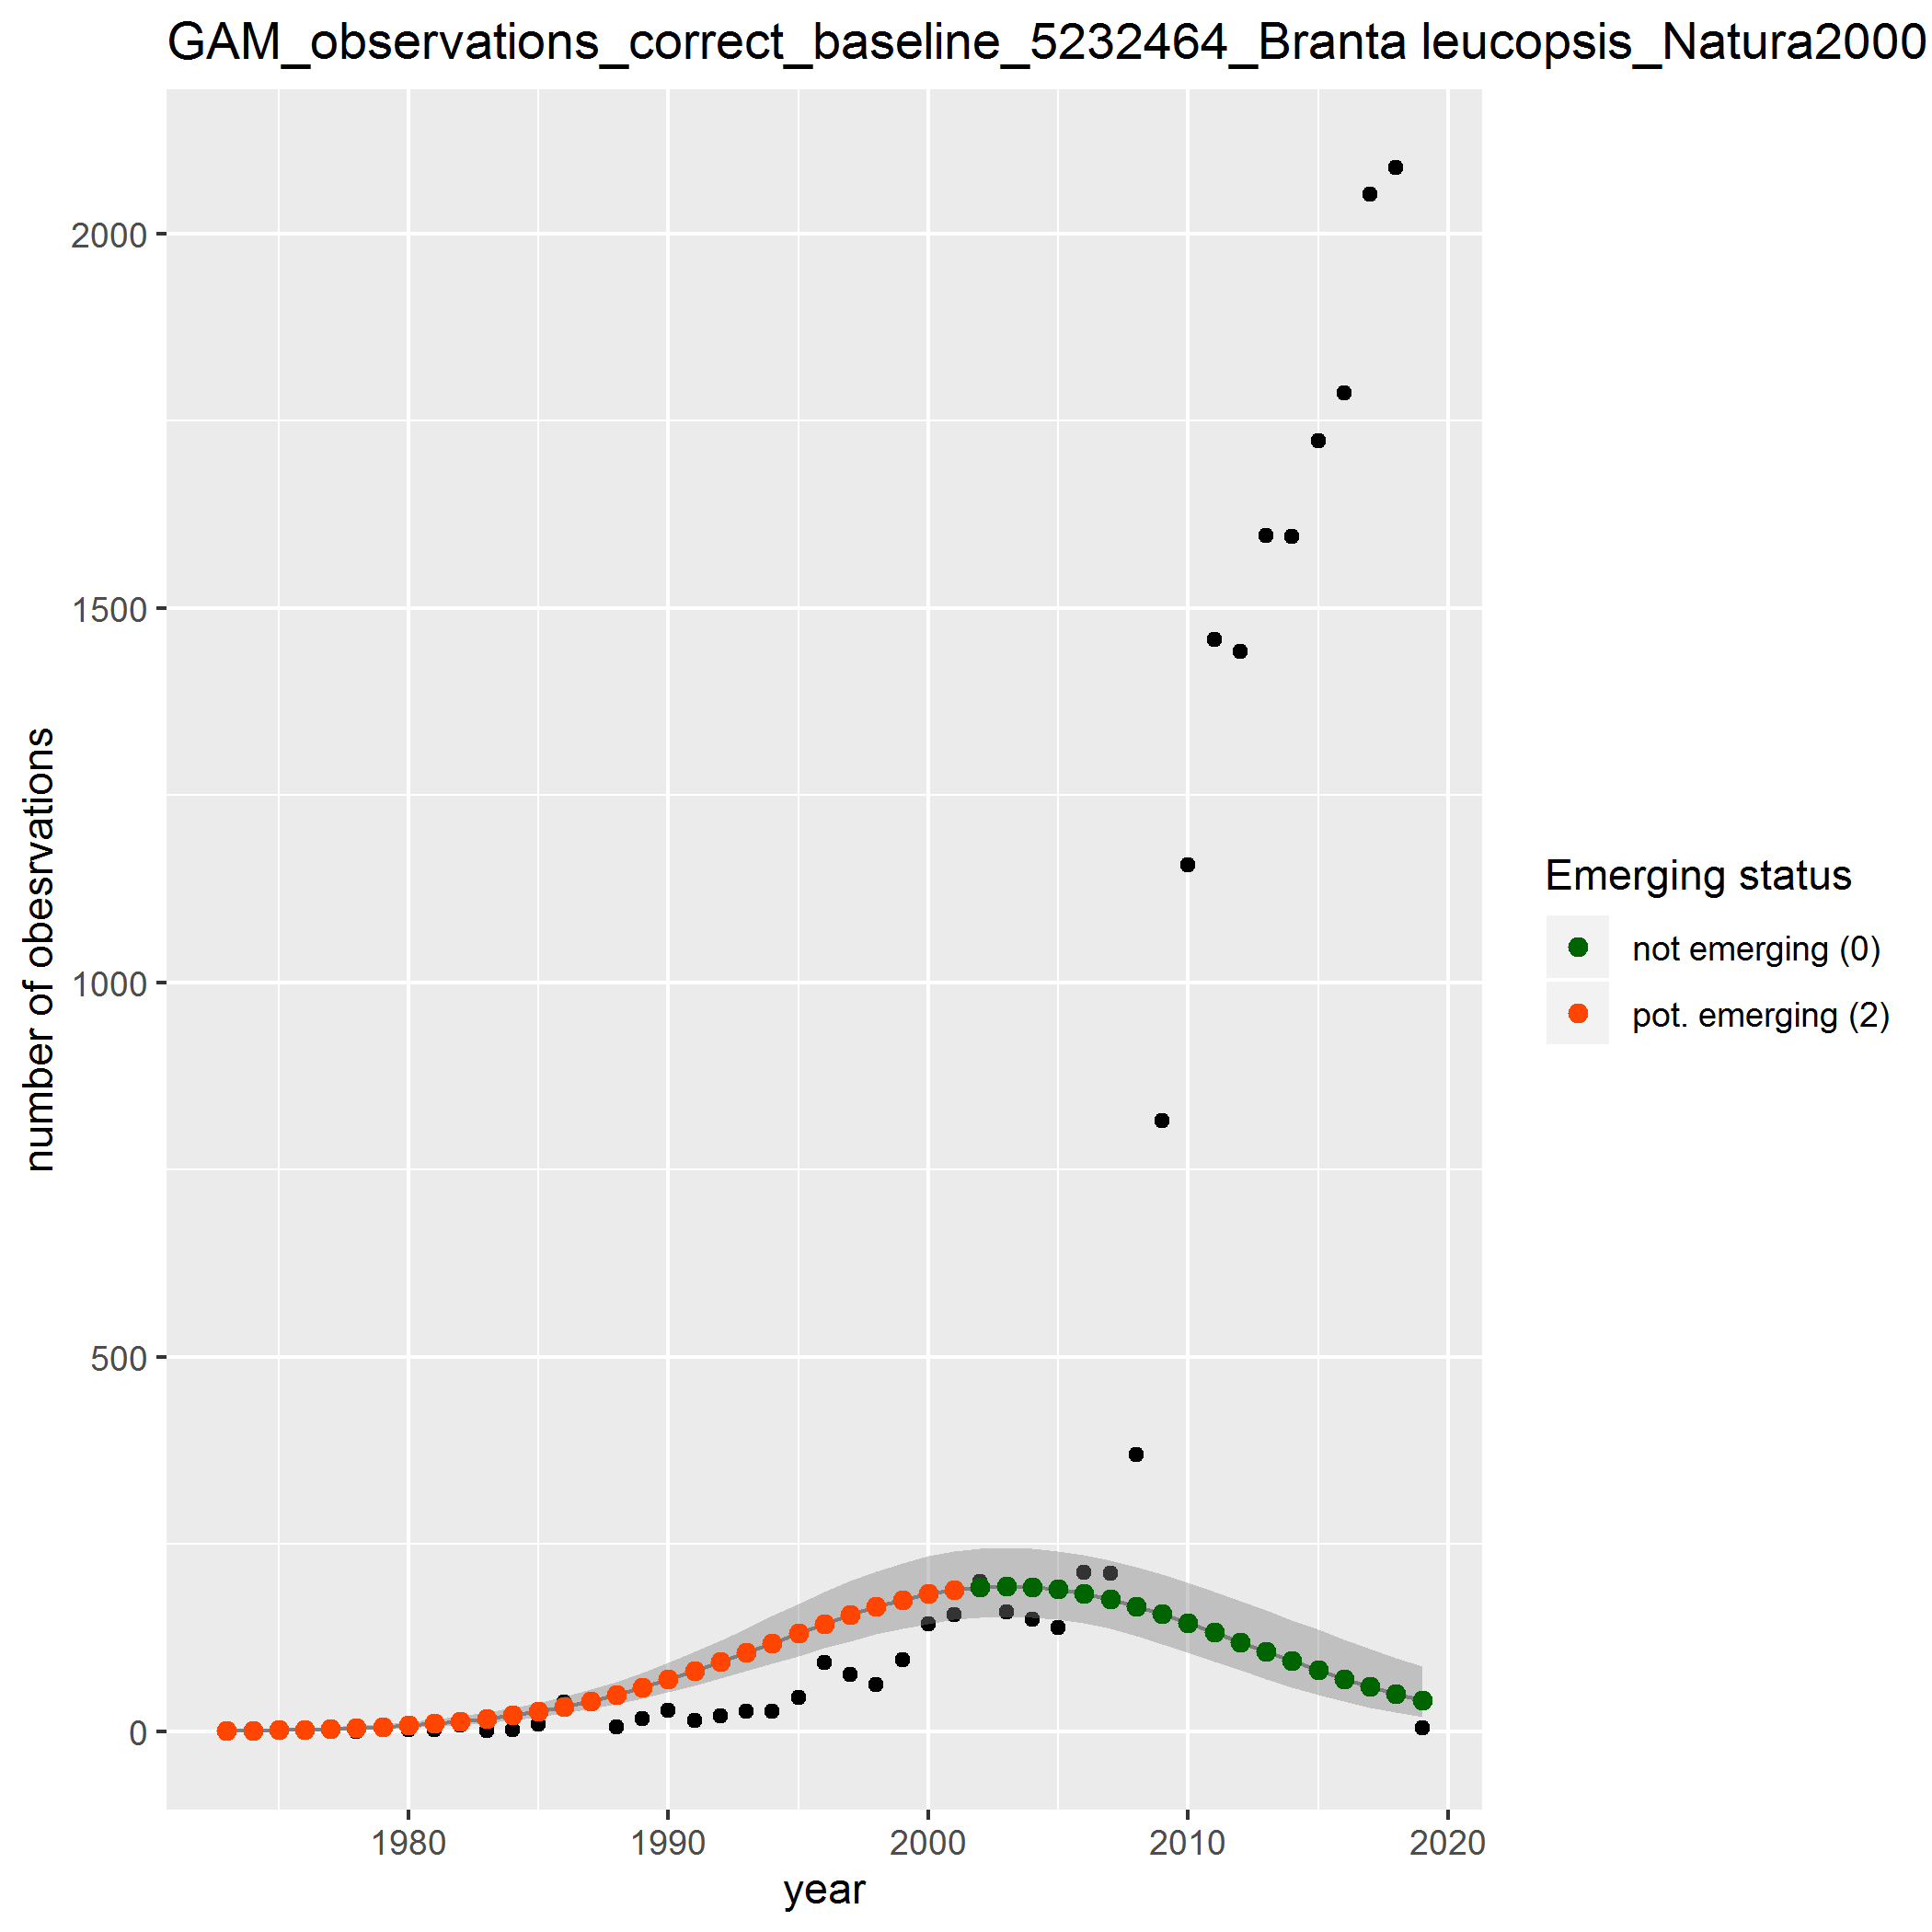 GAM_observations_correct_baseline_5232464_Branta leucopsis_Natura2000
2000
1500
1000
500
0
number of obesrvations
1980
1990
2000
2010
2020
year
Emerging status
not emerging (0)
pot. emerging (2)